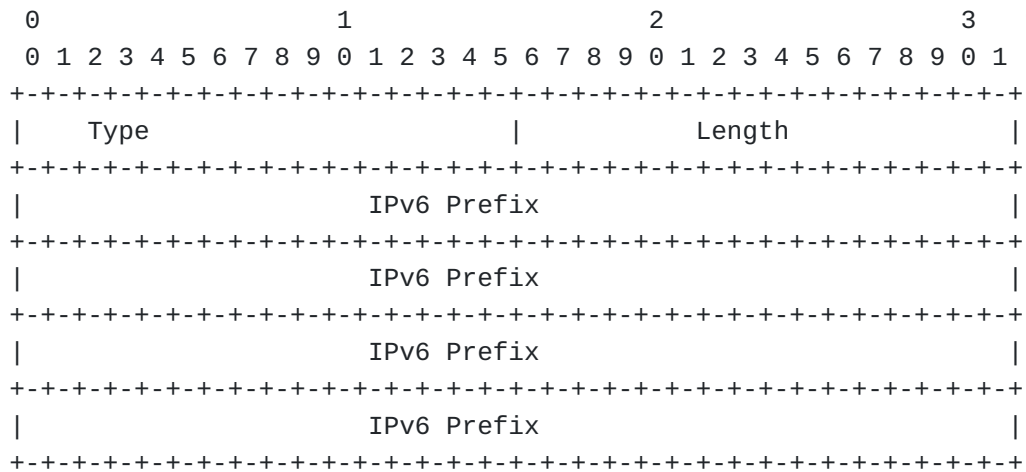 0                   1                   2                   3
 0 1 2 3 4 5 6 7 8 9 0 1 2 3 4 5 6 7 8 9 0 1 2 3 4 5 6 7 8 9 0 1
+-+-+-+-+-+-+-+-+-+-+-+-+-+-+-+-+-+-+-+-+-+-+-+-+-+-+-+-+-+-+-+-+
|    Type                       |           Length              |
+-+-+-+-+-+-+-+-+-+-+-+-+-+-+-+-+-+-+-+-+-+-+-+-+-+-+-+-+-+-+-+-+
|                      IPv6 Prefix                              |
+-+-+-+-+-+-+-+-+-+-+-+-+-+-+-+-+-+-+-+-+-+-+-+-+-+-+-+-+-+-+-+-+
|                      IPv6 Prefix                              |
+-+-+-+-+-+-+-+-+-+-+-+-+-+-+-+-+-+-+-+-+-+-+-+-+-+-+-+-+-+-+-+-+
|                      IPv6 Prefix                              |
+-+-+-+-+-+-+-+-+-+-+-+-+-+-+-+-+-+-+-+-+-+-+-+-+-+-+-+-+-+-+-+-+
|                      IPv6 Prefix                              |
+-+-+-+-+-+-+-+-+-+-+-+-+-+-+-+-+-+-+-+-+-+-+-+-+-+-+-+-+-+-+-+-+